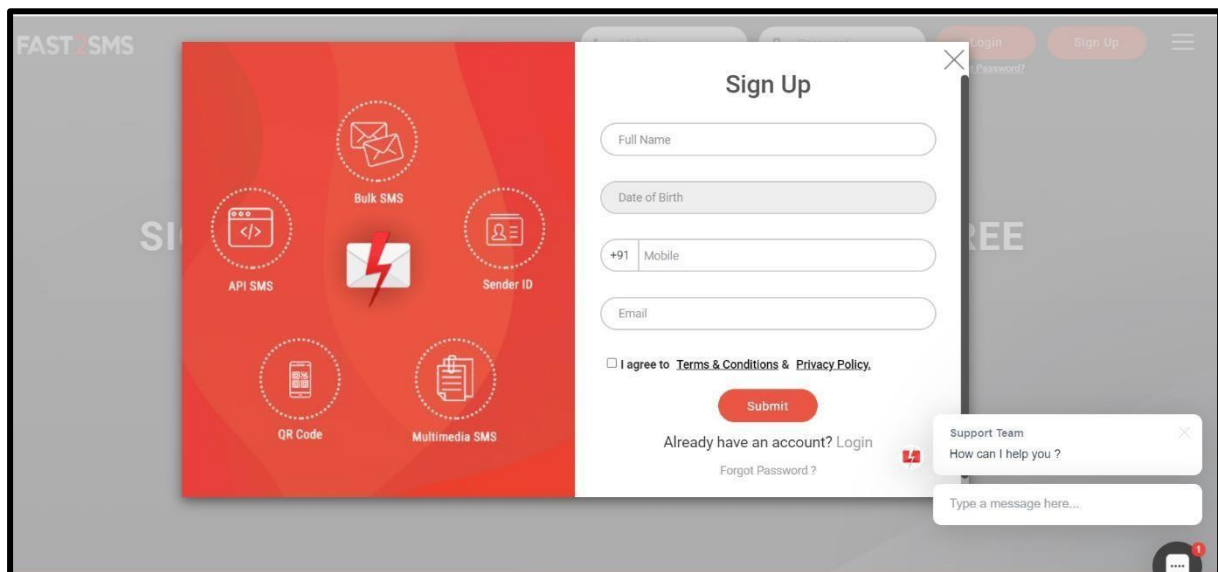 FAST2SMS
Login
Sign Up
Password?
Sign Up
Full Name
Date of Birth
+91 Mobile
Email
I agree to Terms & Conditions & Privacy Policy.
Submit
Already have an account? Login
Forgot Password ?
Bulk SMS
API SMS
Sender ID
QR Code
Multimedia SMS
SI
REE
Support Team
How can I help you ?
Type a message here...
1